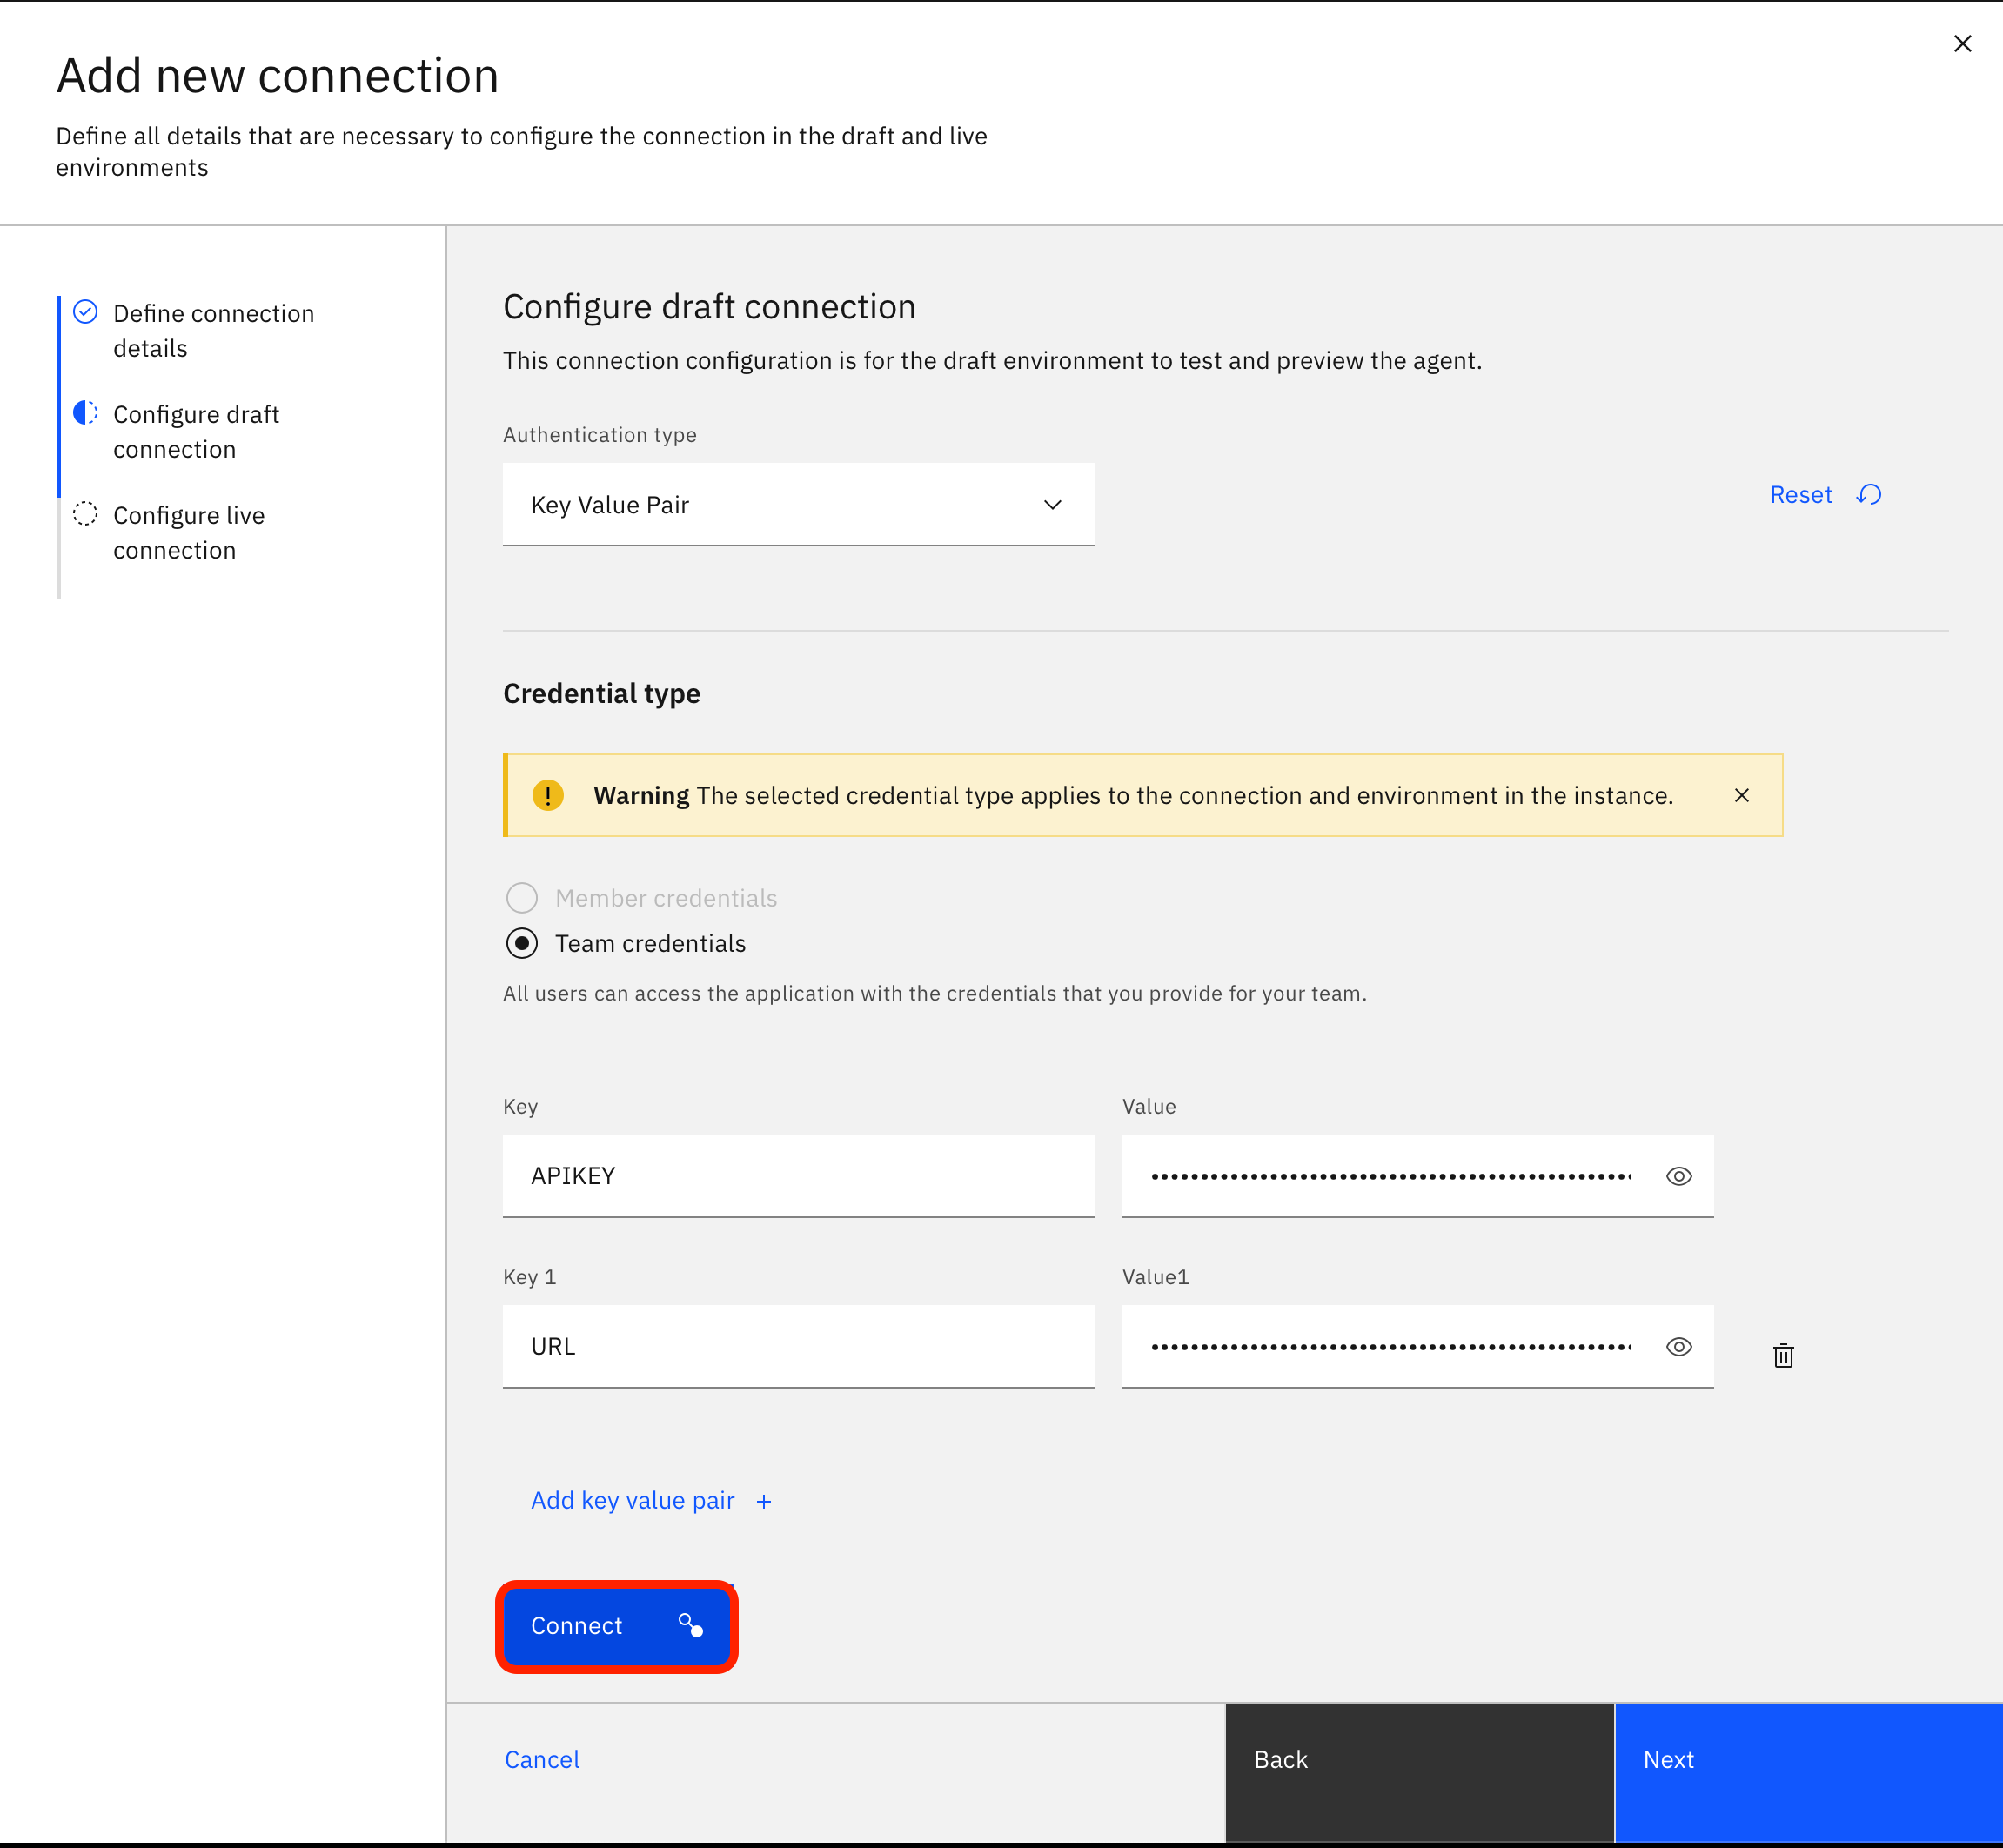 Add new connection
Define all details that are necessary to configure the connection in the draft and live
environments
Define connection
details
Configure draft
connection
Configure live
connection
Configure draft connection
This connection configuration is for the draft environment to test and preview the agent.
Authentication type
Key Value Pair
Reset
Credential type
Warning The selected credential type applies to the connection and environment in the instance.
Member credentials
Team credentials
All users can access the application with the credentials that you provide for your team.
Key
Value
APIKEY
Key 1
Value1
URL
Add key value pair +
Connect
Cancel
Back
Next